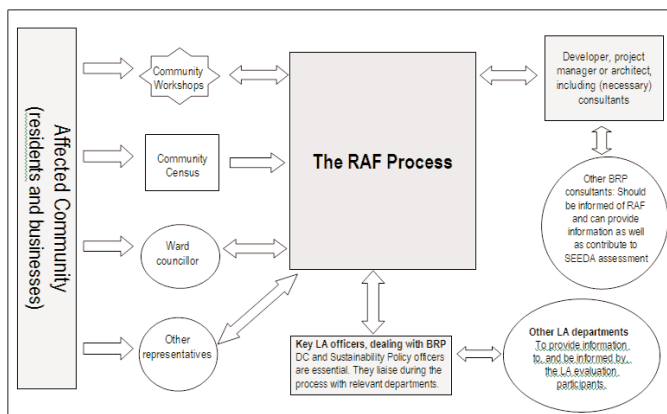 Affected Community
(residents and businesses)
Community
Workshops
Community
Census
Ward
councillor
Other
representatives
The RAF Process
Key LA officers, dealing with BRP
DC and Sustainability Policy officers
are essential. They liaise during the
process with relevant departments.
Developer, project
manager or architect,
including (necessary)
consultants
Other BRP
consultants: Should
be informed of RAF
and can provide
information as well
as contribute to
SEEDA assessment
Other LA departments
To provide information
to, and be informed by,
the LA evaluation
participants.